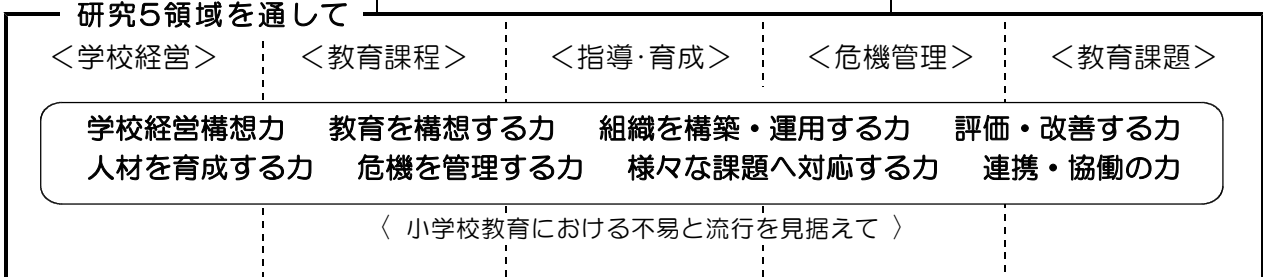 研究5領域を通して
＜学校経営＞ ＜教育課程＞ ＜指導・育成＞ ＜危機管理＞ ＜教育課題＞
学校経営構想力 教育を構想する力 組織を構築・運用する力 評価・改善する力
人材を育成する力 危機を管理する力 様々な課題へ対応する力 連携・協働の力
〈 小学校教育における不易と流行を見据えて 〉